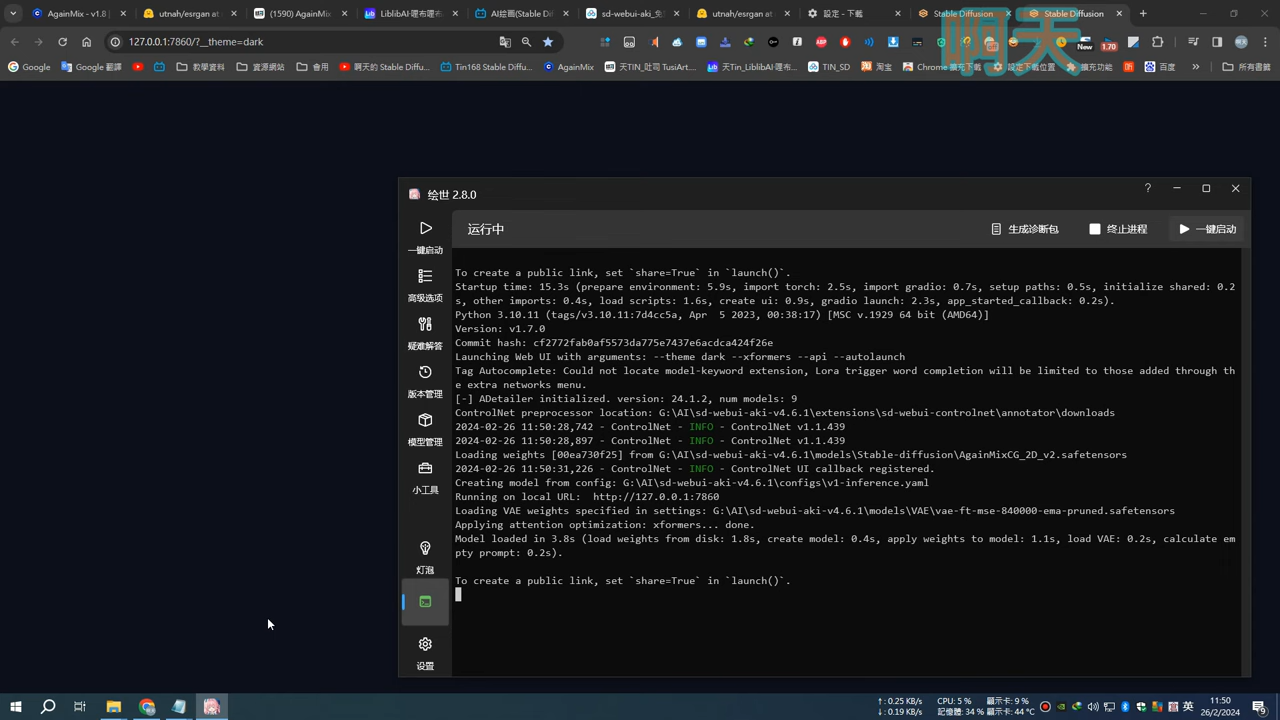 AgainMix - v1.8
utnah/esrgan at
(1590) AgainMix
LiblibAI·哩布哩布
AI绘画(Stable Di
sd-webui-aki_免
utnah/esrgan at
設定 - 下載
Stable Diffusion
Stable Diffusion
127.0.0.1:7860/?__theme=dark
New
1.70
啊天
Google
Google 翻譯
教學資料
資源網站
會用
啊天的 Stable Diffu...
Tin168 Stable Diffu...
AgainMix
天TIN_吐司 TusiArt...
天Tin_LiblibAI·哩布...
TIN_SD
淘宝
Chrome 擴充下載
設定下載位置
擴充功能
百度
»
所有書籤
绘世 2.8.0
?
一键启动
高级选项
疑难解答
版本管理
模型管理
小工具
灯泡
设置
运行中
生成诊断包
终止进程
一键启动
To create a public link, set `share=True` in `launch()`.
Startup time: 15.3s (prepare environment: 5.9s, import torch: 2.5s, import gradio: 0.7s, setup paths: 0.5s, initialize shared: 0.2
s, other imports: 0.4s, load scripts: 1.6s, create ui: 0.9s, gradio launch: 2.3s, app_started_callback: 0.2s).
Python 3.10.11 (tags/v3.10.11:7d4cc5a, Apr  5 2023, 00:38:17) [MSC v.1929 64 bit (AMD64)]
Version: v1.7.0
Commit hash: cf2772fab0af5573da775e7437e6acdca424f26e
Launching Web UI with arguments: --theme dark --xformers --api --autolaunch
Tag Autocomplete: Could not locate model-keyword extension, Lora trigger word completion will be limited to those added through th
e extra networks menu.
[-] ADetailer initialized. version: 24.1.2, num models: 9
ControlNet preprocessor location: G:\AI\sd-webui-aki-v4.6.1\extensions\sd-webui-controlnet\annotator\downloads
2024-02-26 11:50:28,742 - ControlNet - INFO - ControlNet v1.1.439
2024-02-26 11:50:28,897 - ControlNet - INFO - ControlNet v1.1.439
Loading weights [00ea730f25] from G:\AI\sd-webui-aki-v4.6.1\models\Stable-diffusion\AgainMixCG_2D_v2.safetensors
2024-02-26 11:50:31,226 - ControlNet - INFO - ControlNet UI callback registered.
Creating model from config: G:\AI\sd-webui-aki-v4.6.1\configs\v1-inference.yaml
Running on local URL:  http://127.0.0.1:7860
Loading VAE weights specified in settings: G:\AI\sd-webui-aki-v4.6.1\models\VAE\vae-ft-mse-840000-ema-pruned.safetensors
Applying attention optimization: xformers... done.
Model loaded in 3.8s (load weights from disk: 1.8s, create model: 0.4s, apply weights to model: 1.1s, load VAE: 0.2s, calculate em
pty prompt: 0.2s).
To create a public link, set `share=True` in `launch()`.
↑: 0.25 KB/s
↓: 0.19 KB/s
CPU: 5 %
記憶體: 34 %
顯示卡: 9 %
顯示卡: 44 °C
英
11:50
26/2/2024